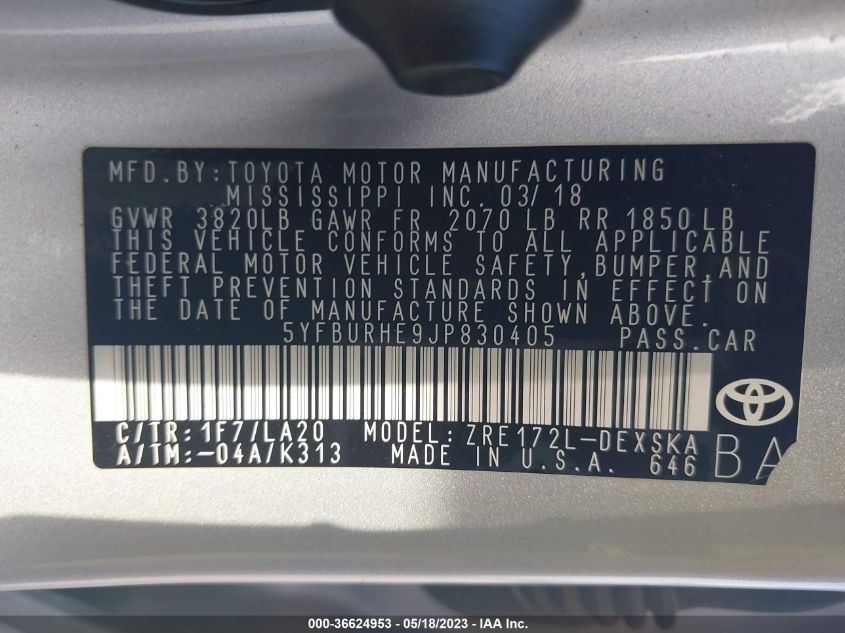 MFD.BY:TOYOTA MOTOR MANUFACTURING
MISSISSIPPI INC. 03/18
GVWR 3820LB GAWR FR 2070 LB RR 1850 LB
THIS VEHICLE CONFORMS TO ALL APPLICABLE
FEDERAL MOTOR VEHICLE SAFETY,BUMPER,AND
THEFT PREVENTION STANDARDS IN EFFECT ON
THE DATE OF MANUFACTURE SHOWN ABOVE.
5YFBURHE9JP830405 PASS.CAR
C/TR:1F7/LA20 MODEL:ZRE172L-DEXSKA
A/TM:-04A/K313 MADE IN U.S.A. 646
BA
000-36624953 / 05/18/2023 - IAA Inc.